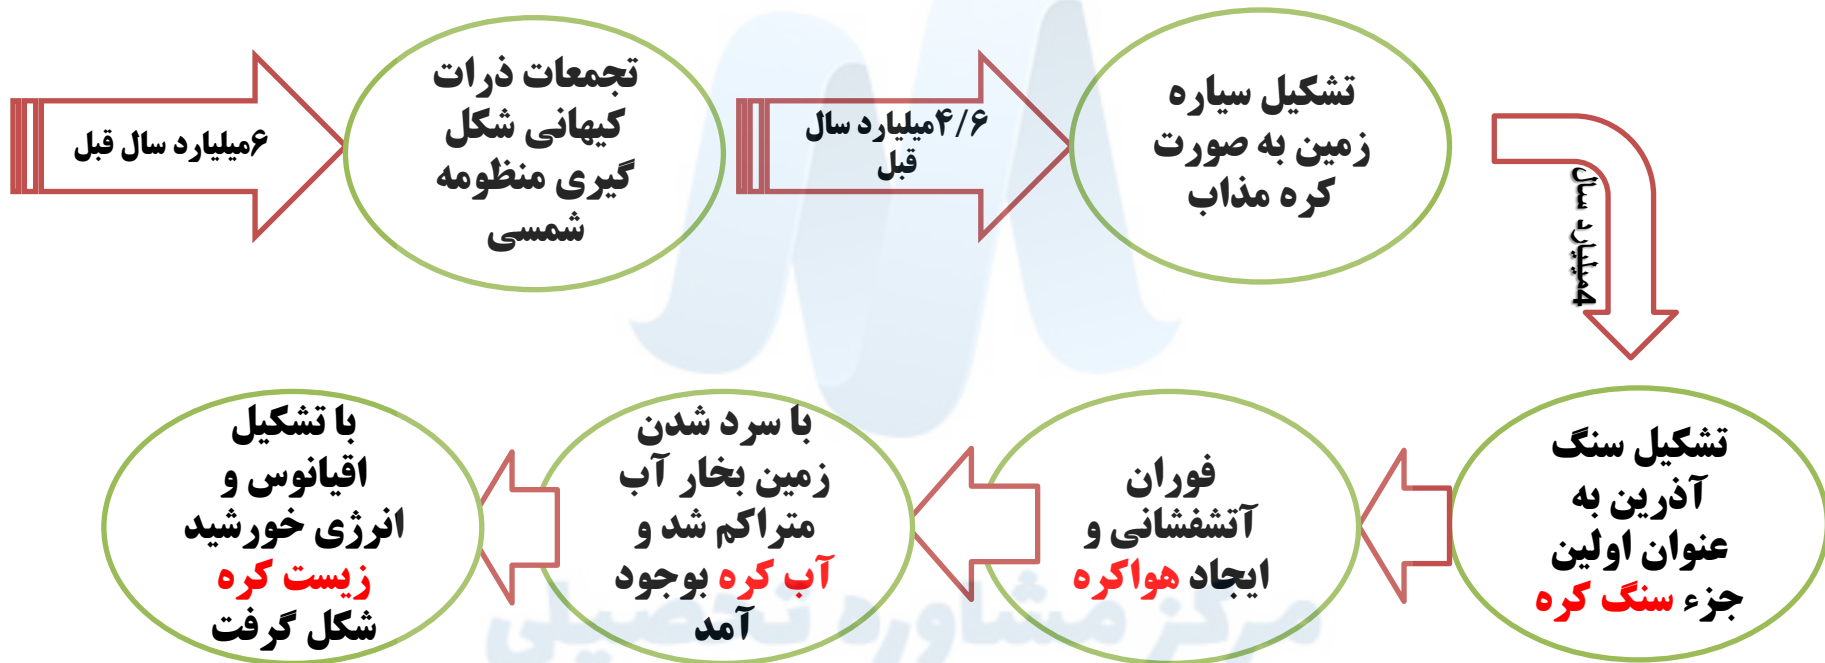 ۶میلیارد سال قبل
تجمعات ذرات
کیهانی شکل
گیری منظومه
شمسی
۴/۶میلیارد سال
قبل
تشکیل سیاره
زمین به صورت
کره مذاب
4میلیارد سال
تشکیل سنگ
آذرین به
عنوان اولین
جزء سنگ کره
فوران
آتشفشانی و
ایجاد هواکره
با سرد شدن
زمین بخار آب
متراکم شد و
آب کره بوجود
آمد
با تشکیل
اقیانوس و
انرژی خورشید
زیست کره
شکل گرفت
مرکز مشاوره تحصیلی